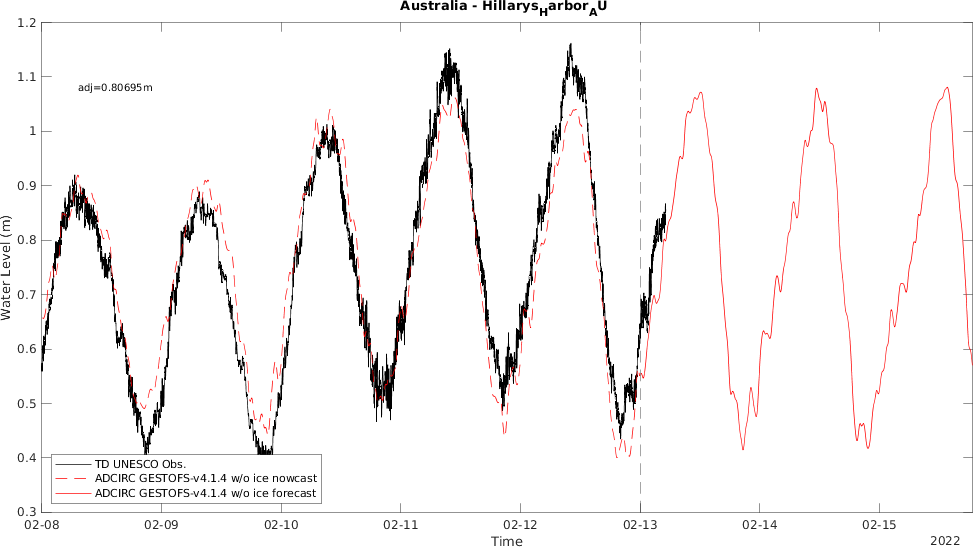 Australia - Hillarys_Harbor_AU
1.2
1.1
1
0.9
0.8
0.7
0.6
0.5
0.4
0.3
Water Level (m)
adj=0.80695m
TD UNESCO Obs.
ADCIRC GESTOFS-v4.1.4 w/o ice nowcast
ADCIRC GESTOFS-v4.1.4 w/o ice forecast
02-08 02-09 02-10 02-11 02-12 02-13 02-14 02-15
Time
2022